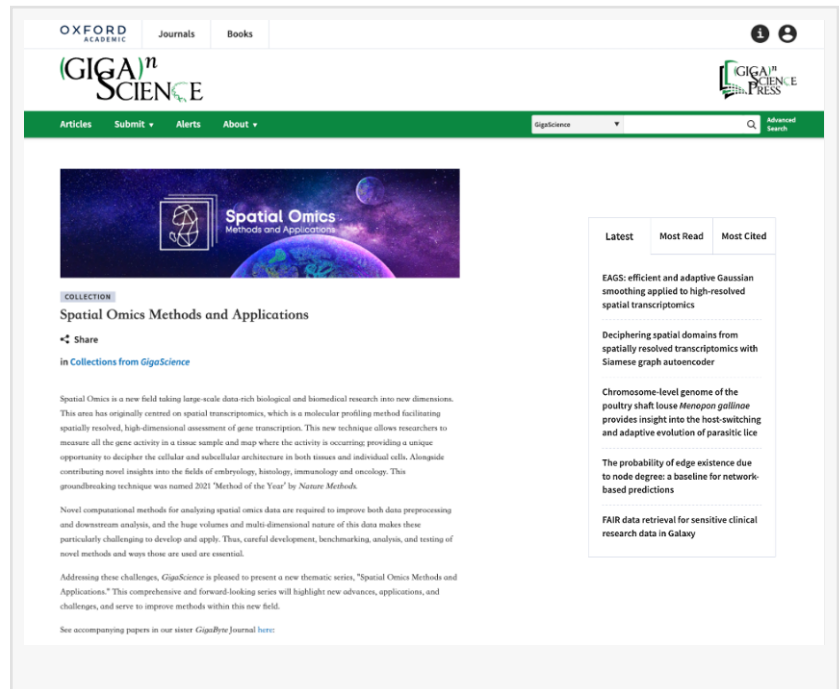 OXFORD
ACADEMIC
Journals
Books
(GIGA)n
SCIENCE
(GIGA)n
SCIENCE
PRESS
Articles
Submit
Alerts
About
GigaScience
Advanced
Search
Spatial Omics
Methods and Applications
COLLECTION
Spatial Omics Methods and Applications
Share
in Collections from GigaScience
Spatial Omics is a new field taking large-scale data-rich biological and biomedical research into new dimensions.
This area has originally centred on spatial transcriptomics, which is a molecular profiling method facilitating
spatially resolved, high-dimensional assessment of gene transcription. This new technique allows researchers to
measure all the gene activity in a tissue sample and map where the activity is occurring; providing a unique
opportunity to decipher the cellular and subcellular architecture in both tissues and individual cells. Alongside
contributing novel insights into the fields of embryology, histology, immunology and oncology. This
groundbreaking technique was named 2021 'Method of the Year' by Nature Methods.
Novel computational methods for analyzing spatial omics data are required to improve both data preprocessing
and downstream analysis, and the huge volumes and multi-dimensional nature of this data makes these
particularly challenging to develop and apply. Thus, careful development, benchmarking, analysis, and testing of
novel methods and ways those are used are essential.
Addressing these challenges, GigaScience is pleased to present a new thematic series, "Spatial Omics Methods and
Applications." This comprehensive and forward-looking series will highlight new advances, applications, and
challenges, and serve to improve methods within this new field.
See accompanying papers in our sister GigaByte Journal here:
Latest
Most Read
Most Cited
EAGS: efficient and adaptive Gaussian
smoothing applied to high-resolved
spatial transcriptomics
Deciphering spatial domains from
spatially resolved transcriptomics with
Siamese graph autoencoder
Chromosome-level genome of the
poultry shaft louse Menopon gallinae
provides insight into the host-switching
and adaptive evolution of parasitic lice
The probability of edge existence due
to node degree: a baseline for network-
based predictions
FAIR data retrieval for sensitive clinical
research data in Galaxy